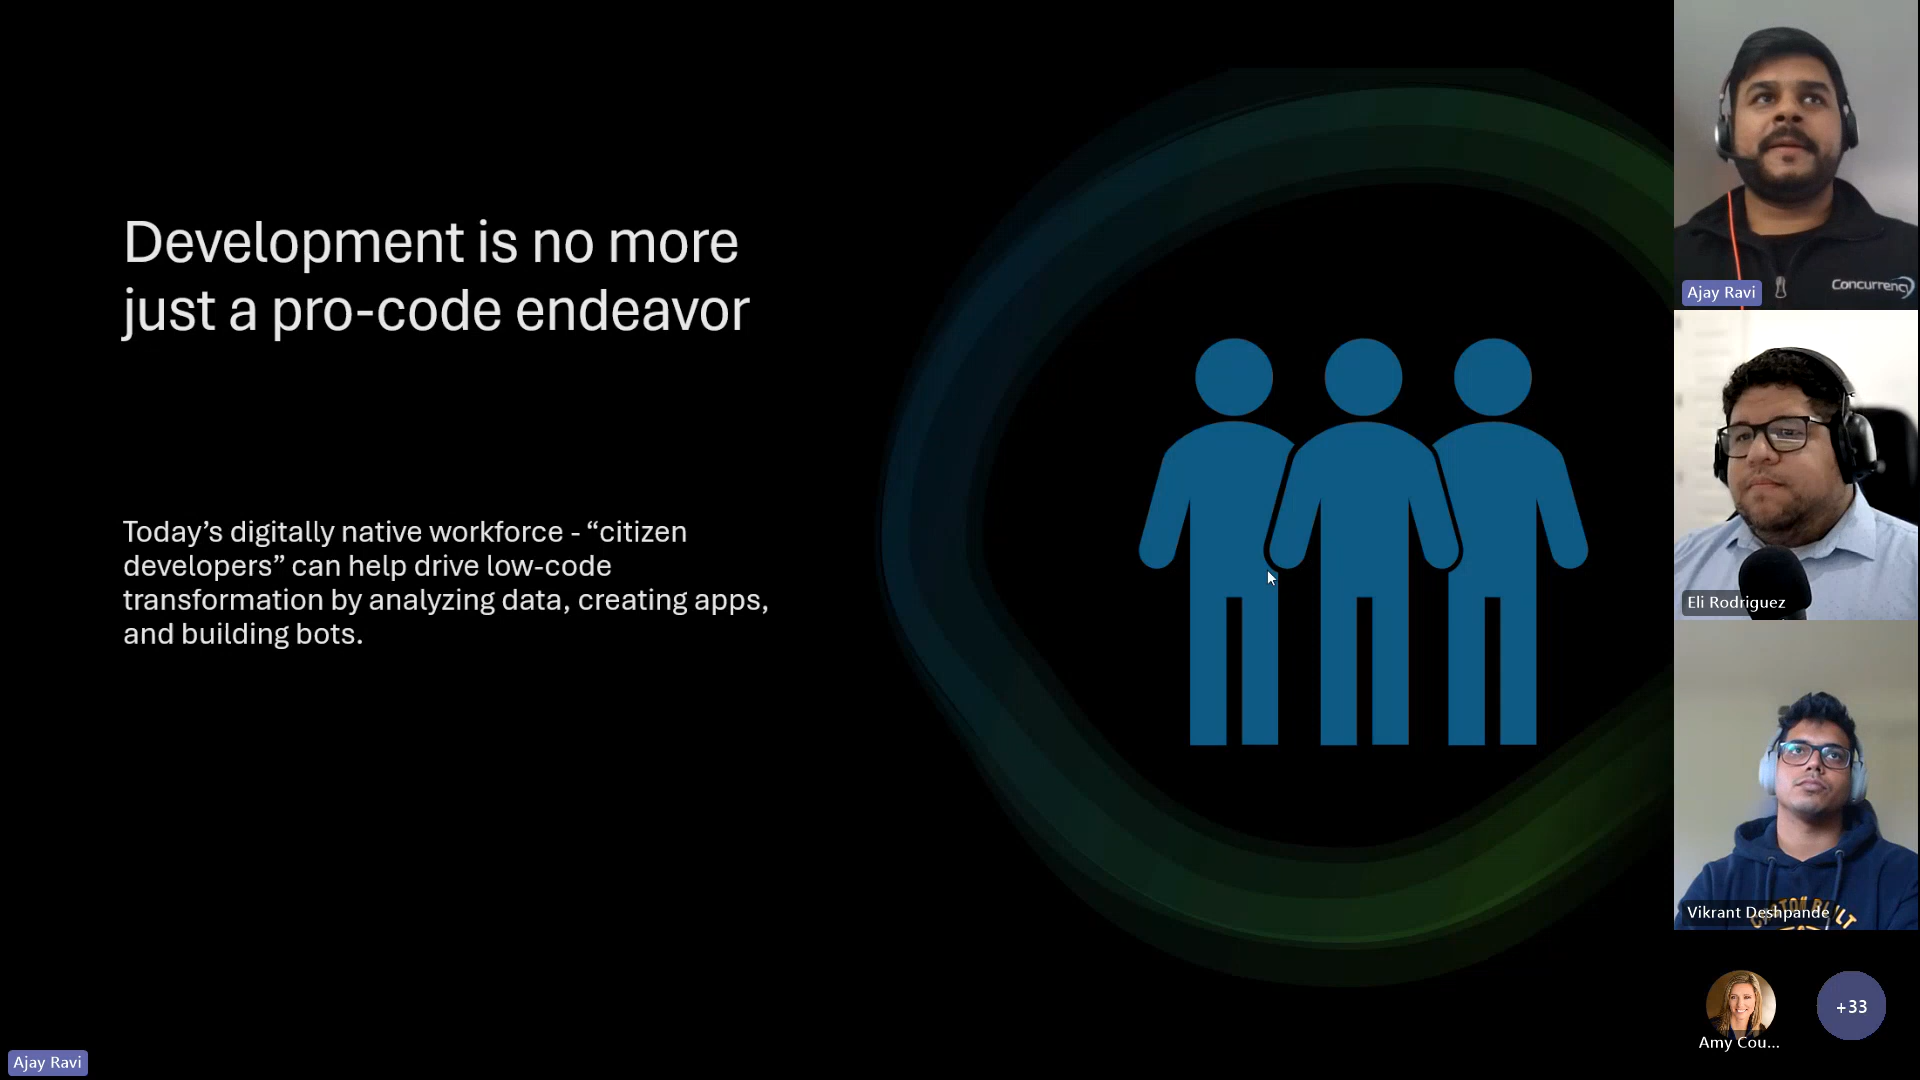 Development is no more
just a pro-code endeavor
Today’s digitally native workforce - “citizen
developers” can help drive low-code
transformation by analyzing data, creating apps,
and building bots.
Ajay Ravi
Concurrency
Ajay Ravi
Eli Rodriguez
Vikrant Deshpande
Amy Cou...
+33